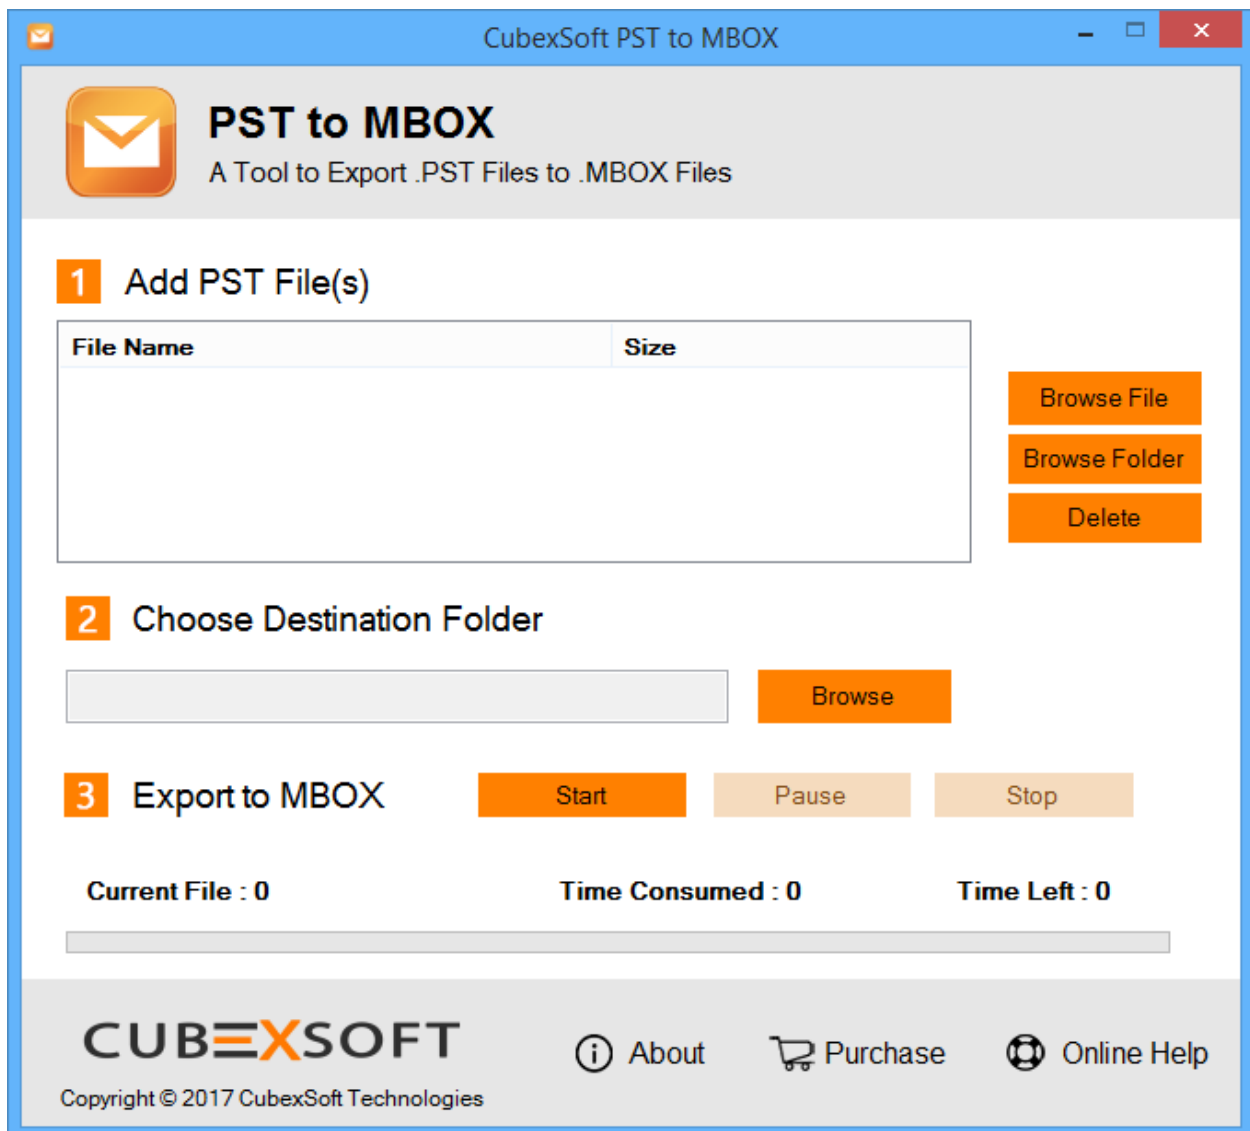 CubexSoft PST to MBOX
PST to MBOX
A Tool to Export .PST Files to .MBOX Files
1 Add PST File(s)
File Name Size
Browse File
Browse Folder
Delete
2 Choose Destination Folder
Browse
3 Export to MBOX Start Pause Stop
Current File : 0 Time Consumed : 0 Time Left : 0
CUBEXSOFT
About Purchase Online Help
Copyright © 2017 CubexSoft Technologies